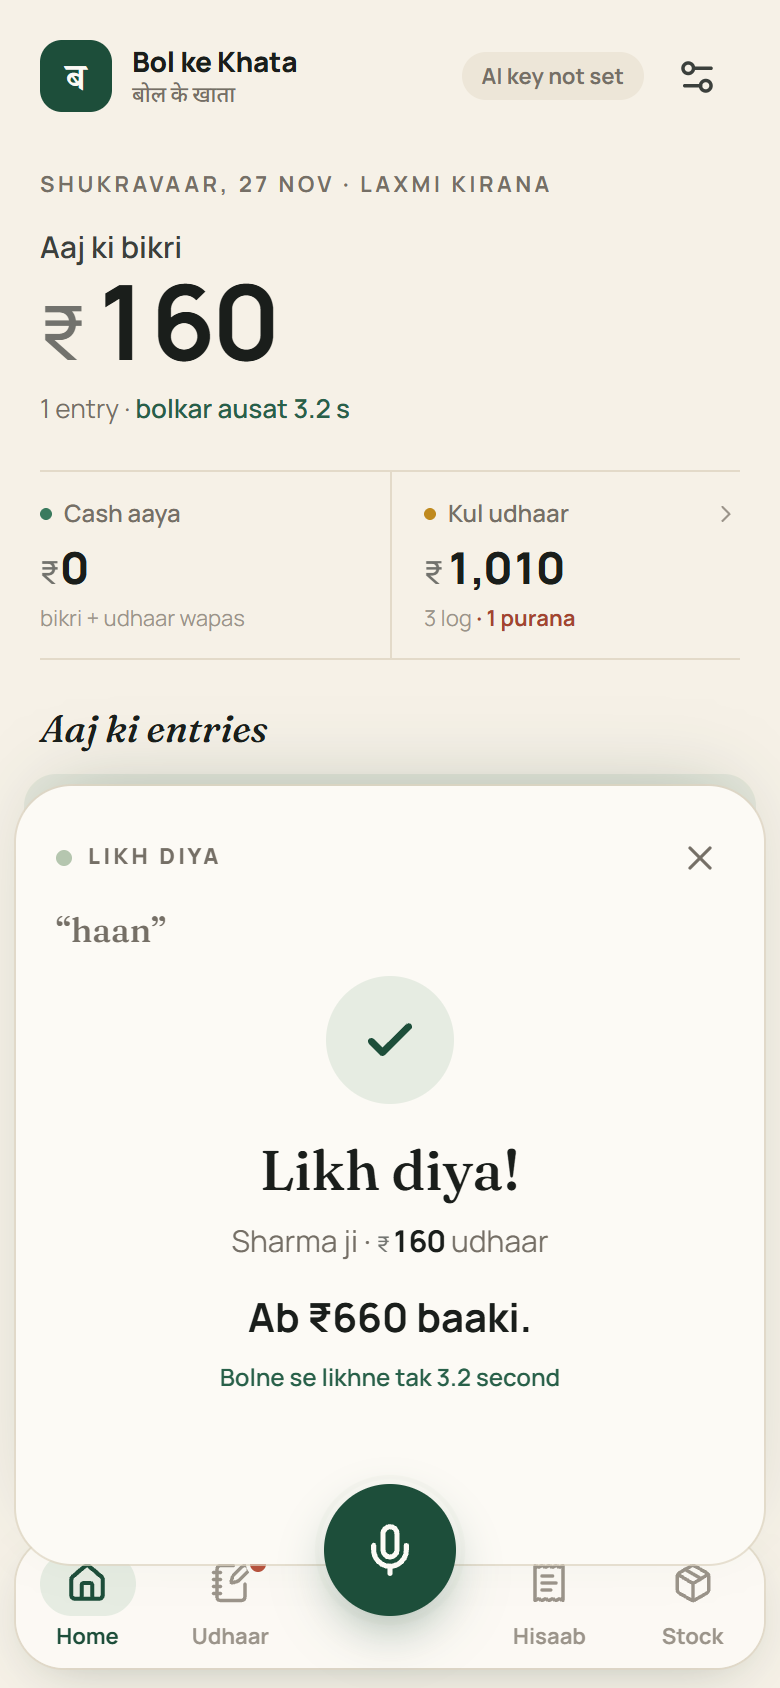 ब
Bol ke Khata
बोल के खाता
AI key not set
SHUKRAVAAR, 27 NOV · LAXMI KIRANA
Aaj ki bikri
₹ 160
1 entry · bolkar ausat 3.2 s
Cash aaya
₹0
bikri + udhaar wapas
Kul udhaar
₹ 1,010
3 log · 1 purana
Aaj ki entries
LIKH DIYA
“haan”
Likh diya!
Sharma ji · ₹ 160 udhaar
Ab ₹660 baaki.
Bolne se likhne tak 3.2 second
Home
Udhaar
Hisaab
Stock